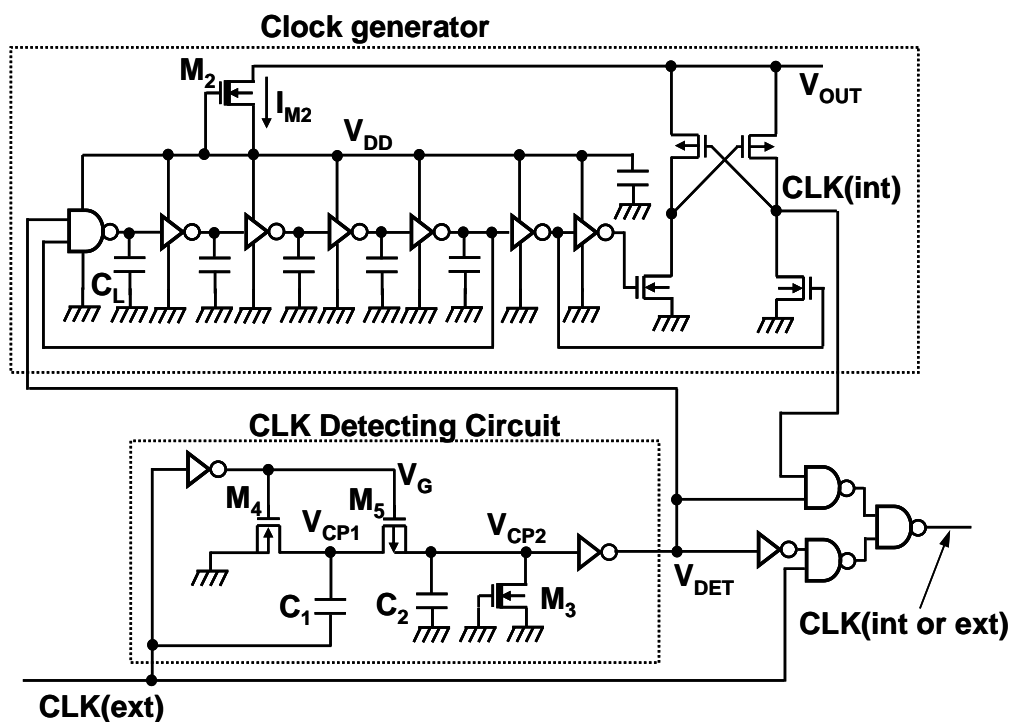 Clock generator
M2
IM2
VOUT
VDD
CLK(int)
CL
CLK Detecting Circuit
VG
M4
M5
VCP1
VCP2
VDET
C1
C2
M3
CLK(int or ext)
CLK(ext)